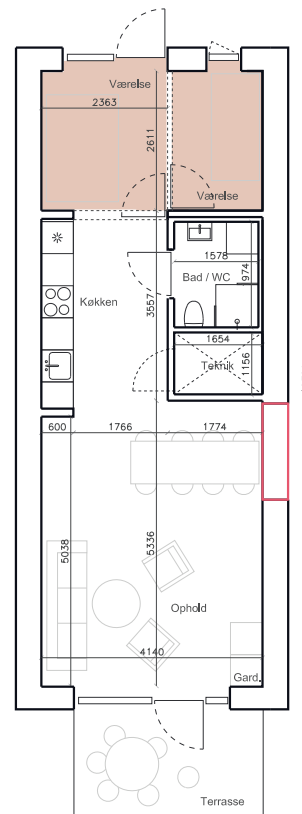 Værelse
2363
2611
Værelse
1578
Bad / WC
974
Køkken
3557
1654
Teknik
1156
600
1766
1774
5038
5336
Ophold
4140
Gard.
Terrasse